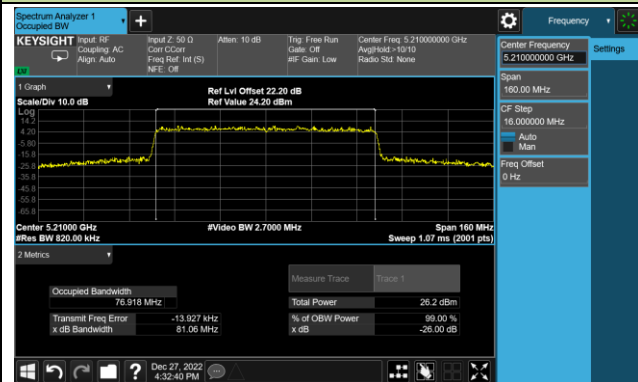 Spectrum Analyzer 1
Occupied BW
Frequency
KEYSIGHT
Input: RF
Coupling: AC
Align: Auto
Input Z: 50 Ω
Corr CCorr
Freq Ref: Int (S)
NFE: Off
Atten: 10 dB
Trig: Free Run
Gate: Off
#IF Gain: Low
Center Freq: 5.210000000 GHz
Avg|Hold:>10/10
Radio Std: None
LXI
Center Frequency
5.210000000 GHz
Settings
Span
160.00 MHz
CF Step
16.000000 MHz
Auto
Man
Freq Offset
0 Hz
1 Graph
Scale/Div 10.0 dB
Ref Lvl Offset 22.20 dB
Ref Value 24.20 dBm
Log
14.2
4.20
-5.80
-15.8
-25.8
-35.8
-45.8
-55.8
-65.8
Center 5.21000 GHz
#Res BW 820.00 kHz
#Video BW 2.7000 MHz
Span 160 MHz
Sweep 1.07 ms (2001 pts)
2 Metrics
Measure Trace
Trace 1
Occupied Bandwidth
76.918 MHz
Total Power
26.2 dBm
Transmit Freq Error
-13.927 kHz
% of OBW Power
99.00 %
x dB Bandwidth
81.06 MHz
x dB
-26.00 dB
?
Dec 27, 2022
4:32:40 PM